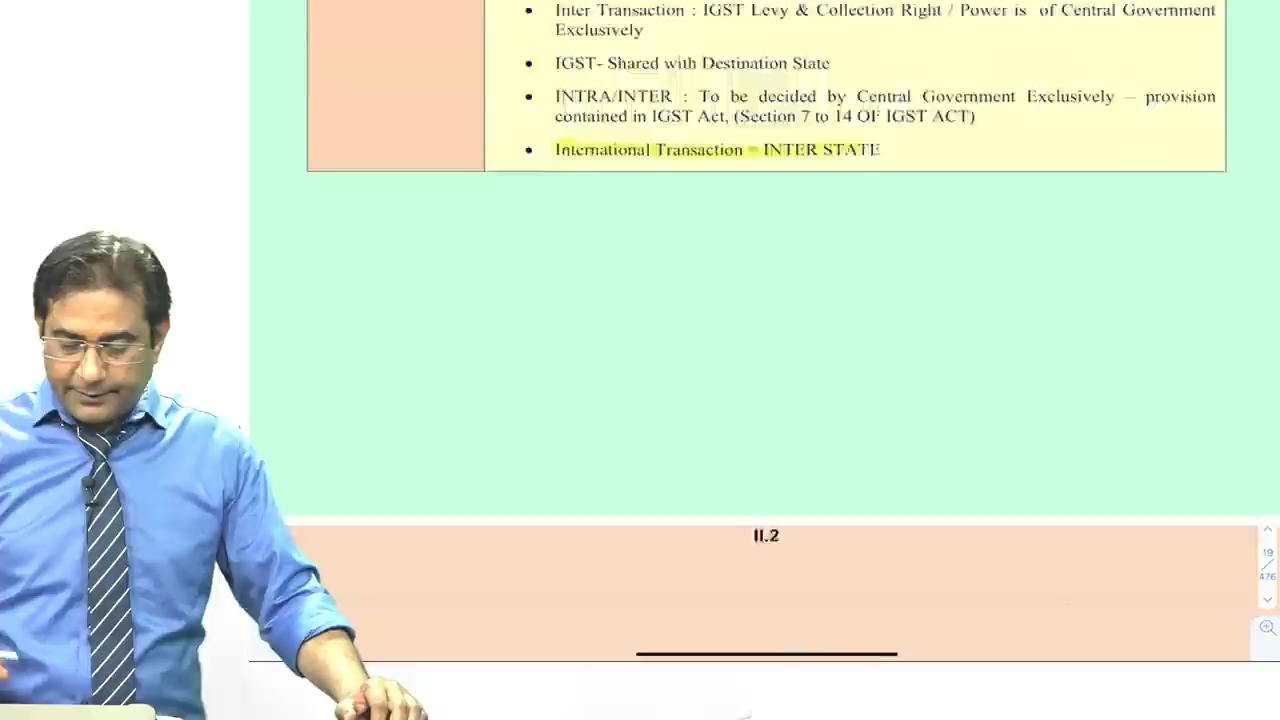 • Inter Transaction : IGST Levy & Collection Right / Power is of Central Government
Exclusively
• IGST- Shared with Destination State
• INTRA/INTER : To be decided by Central Government Exclusively – provision
contained in IGST Act, (Section 7 to 14 OF IGST ACT)
• International Transaction = INTER STATE
II.2
19
/
476